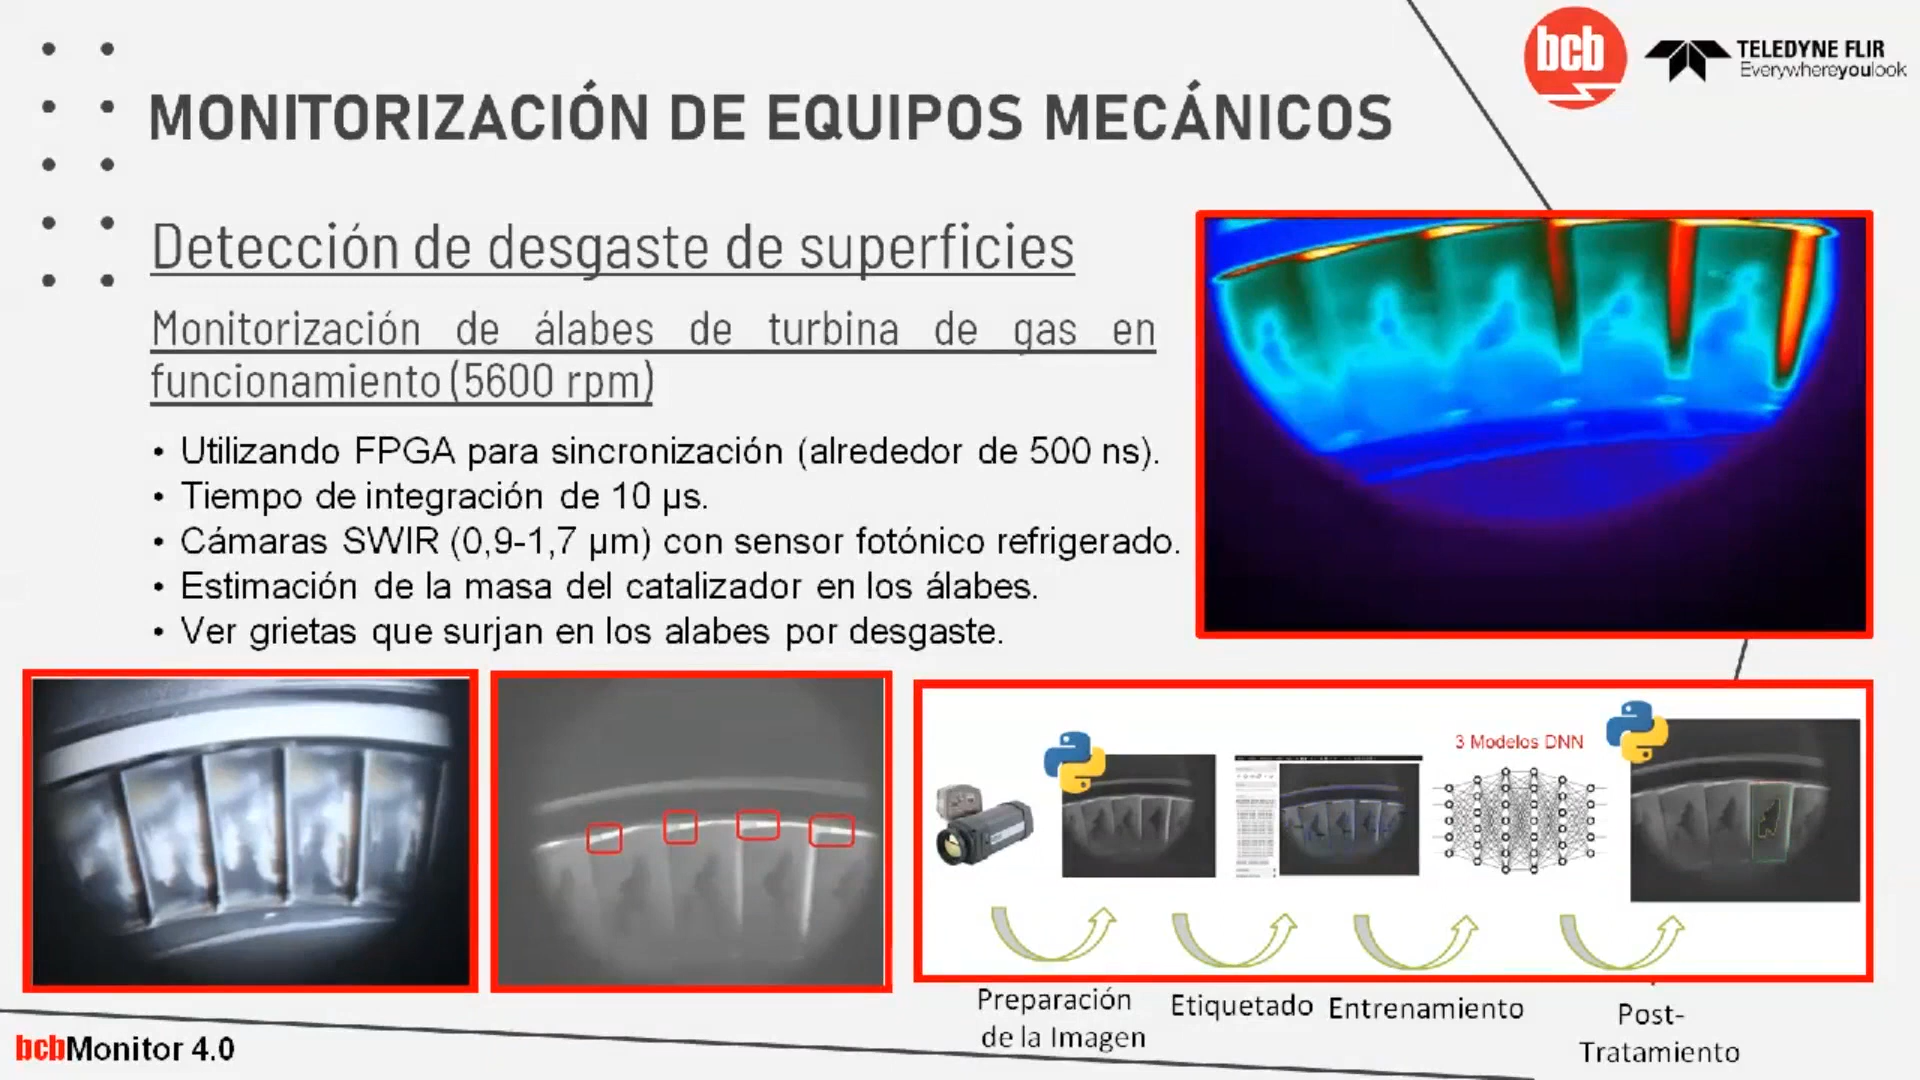 bcb
TELEDYNE FLIR
Everywhereyoulook
MONITORIZACIÓN DE EQUIPOS MECÁNICOS
Detección de desgaste de superficies
Monitorización de álabes de turbina de gas en
funcionamiento (5600 rpm)
• Utilizando FPGA para sincronización (alrededor de 500 ns).
• Tiempo de integración de 10 µs.
• Cámaras SWIR (0,9-1,7 µm) con sensor fotónico refrigerado.
• Estimación de la masa del catalizador en los álabes.
• Ver grietas que surjan en los alabes por desgaste.
3 Modelos DNN
Preparación
de la Imagen
Etiquetado
Entrenamiento
Post-
Tratamiento
bcbMonitor 4.0